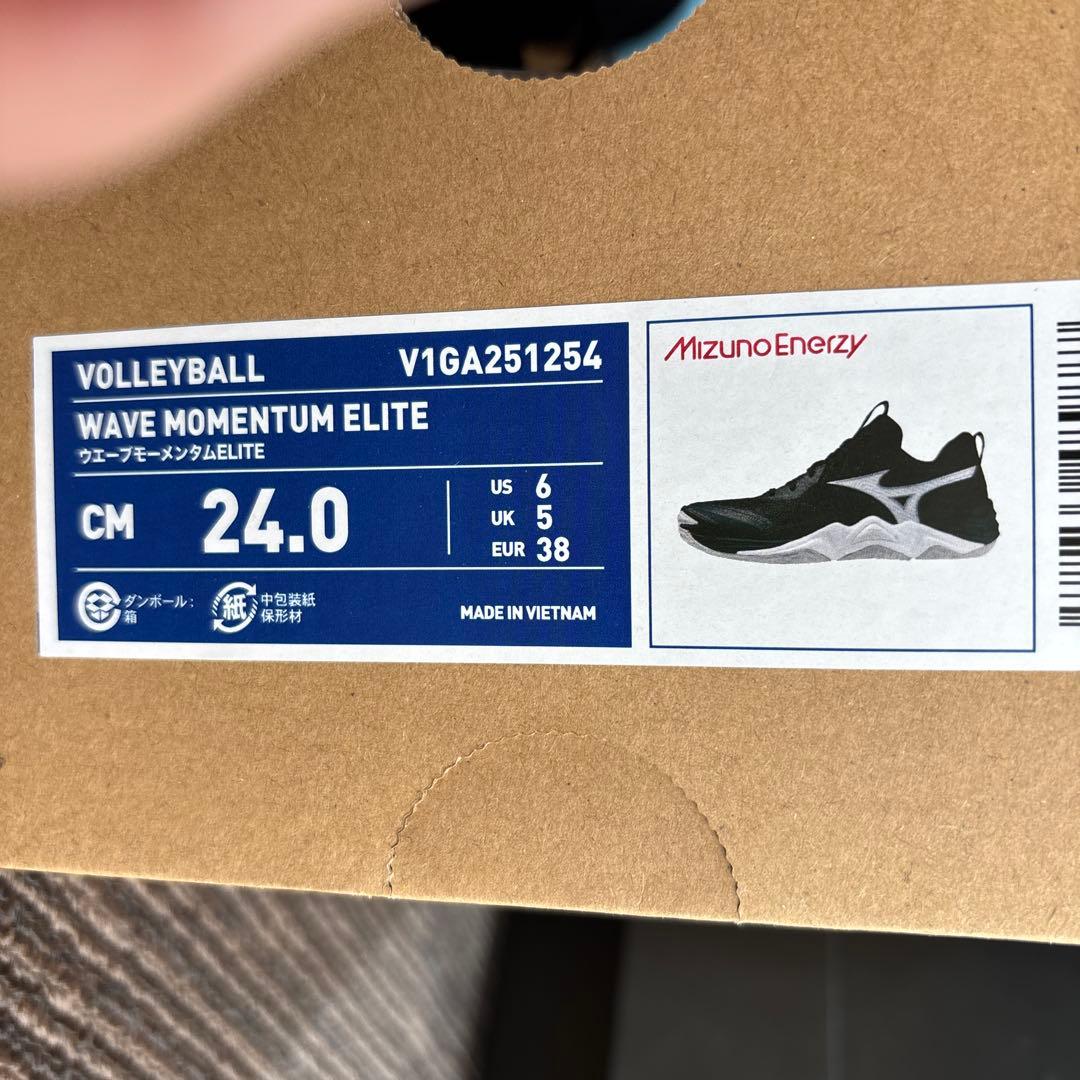 VOLLEYBALL V1GA251254
WAVE MOMENTUM ELITE
ウエーブモーメンタムELITE
CM 24.0
US 6
UK 5
EUR 38
ダンボール:
箱
紙
中包装紙
保形材
MADE IN VIETNAM
Mizuno Enerzy